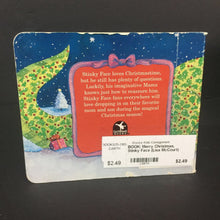 Stinky Face loves Christmastime,
but he still has plenty of questions.
Luckily, his imaginative Mama
knows just how to reassure him.
Stinky Face fans everywhere will
love dropping in on their favorite
mom and son during the
magical Christmas season!
BOOK: Merry Christmas,
Stinky Face (Lisa McCourt)
$2.49
$2.49